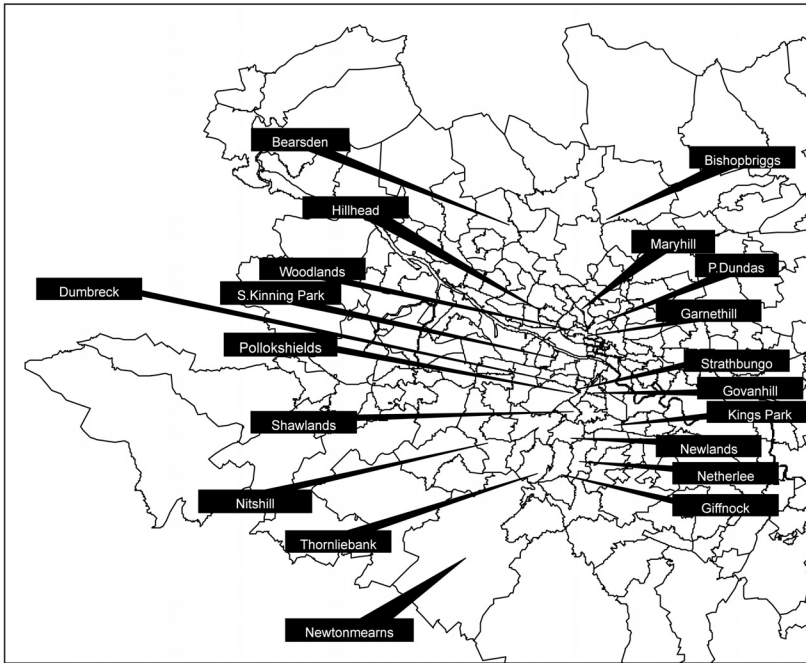 Bearsden
Bishopbriggs
Hillhead
Maryhill
Woodlands
P.Dundas
Dumbreck
S.Kinning Park
Garnethill
Pollokshields
Strathbungo
Govanhill
Kings Park
Shawlands
Newlands
Netherlee
Nitshill
Giffnock
Thornliebank
Newtonmearns